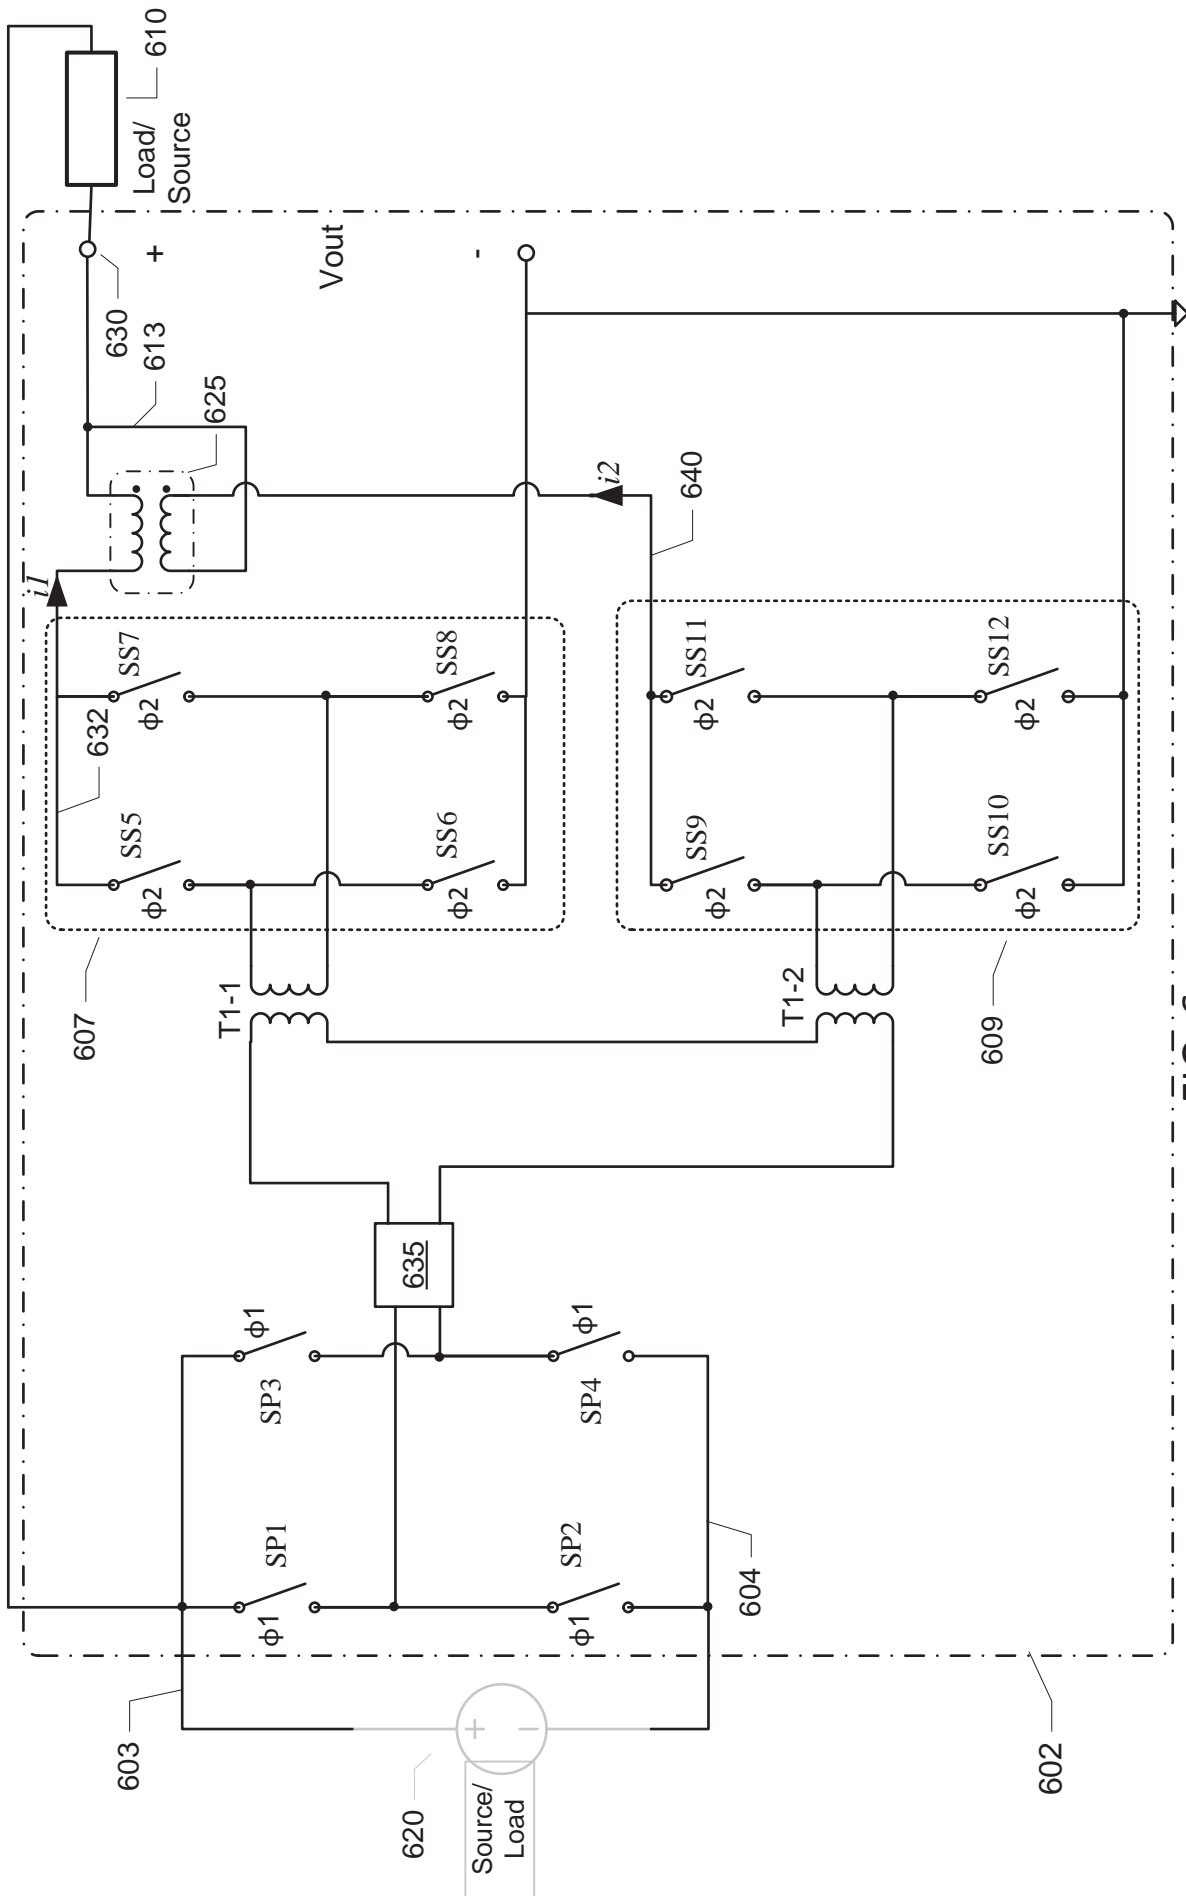 610
Load/
Source
+
Vout
-
630
613
625
i1
i2
640
SS7
ϕ2
632
SS8
ϕ2
SS11
ϕ2
SS12
ϕ2
SS5
ϕ2
SS6
ϕ2
SS9
ϕ2
SS10
ϕ2
607
T1-1
T1-2
609
635
ϕ1
SP3
ϕ1
SP4
SP1
ϕ1
SP2
ϕ1
604
603
602
+
−
620
Source/
Load